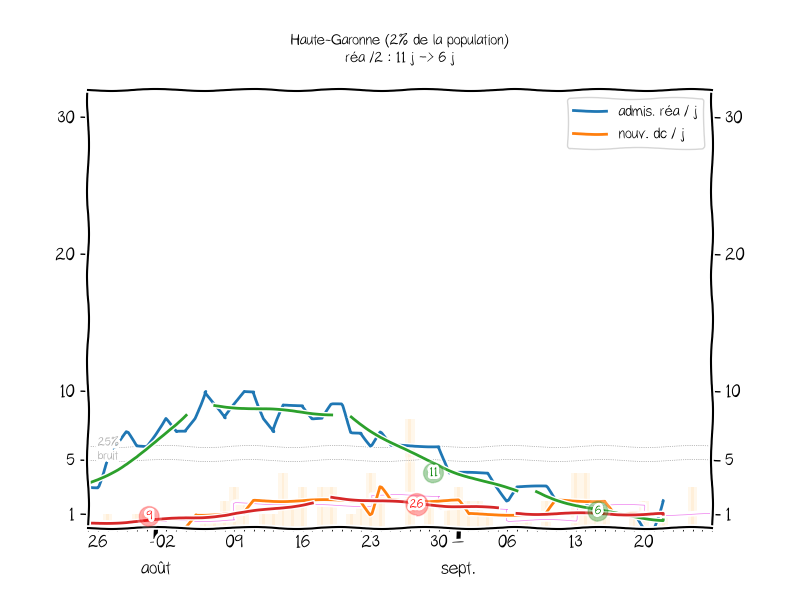 Haute-Garonne (2% de la population)
réa /2 : 11 j -> 6 j
admis. réa / j
nouv. dc / j
30
30
20
20
10
10
25%
bruit
5
5
11
26
9
6
1
1
26 02 09 16 23 30 06 13 20
août sept.